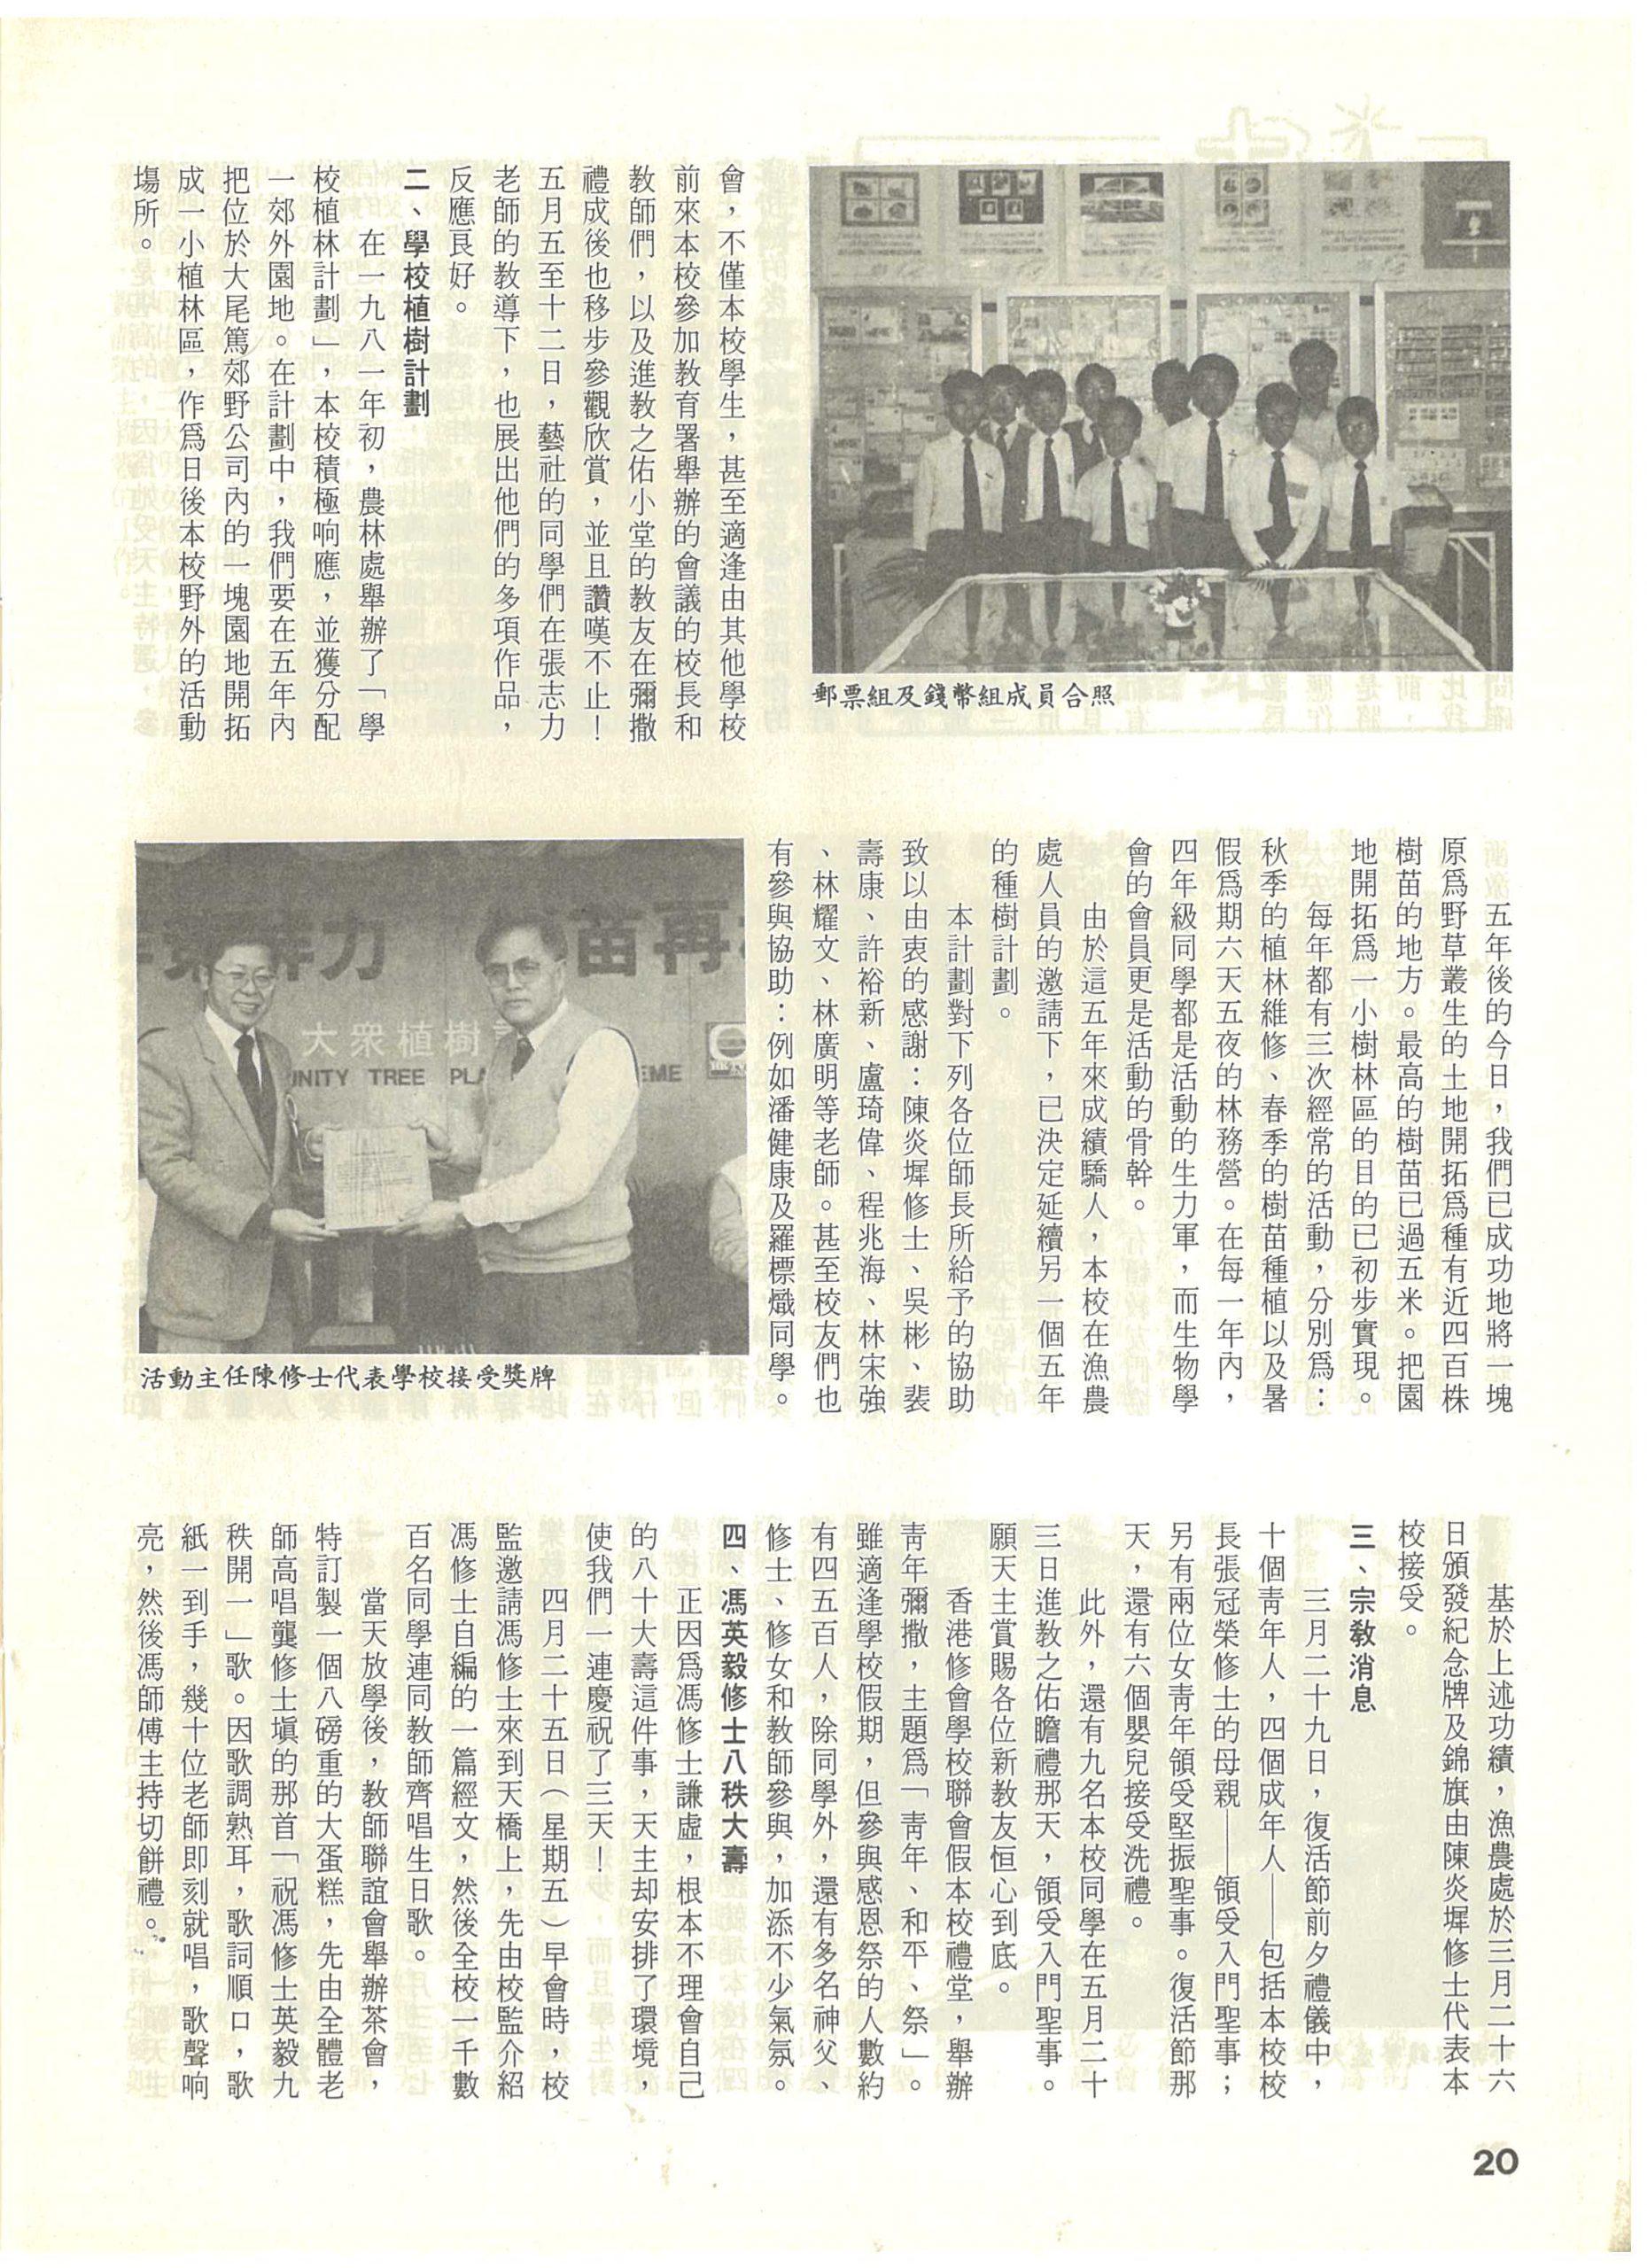 郵票組及錢幣組成員合照
會，不僅本校學生，甚至適逢由其他學校
前來本校參加教育署舉辦的會議的校長和
教師們，以及進教之佑小堂的教友在彌撒
禮成後也移步參觀欣賞，並且讚嘆不止！
五月五至十二日，藝社的同學們在張志力
老師的教導下，也展出他們的多項作品，
反應良好。
二、學校植樹計劃
在一九八一年初，農林處舉辦了「學
校植林計劃」，本校積極响應，並獲分配
一郊外園地。在計劃中，我們要在五年內
把位於大尾篤郊野公司內的一塊園地開拓
成一小植林區，作爲日後本校野外的活動
場所。
五年後的今日，我們已成功地將一塊
原爲野草叢生的土地開拓爲種有近四百株
樹苗的地方。最高的樹苗已過五米。把園
地開拓爲一小樹林區的目的已初步實現。
每年都有三次經常的活動，分別爲：
秋季的植林維修、春季的樹苗種植以及暑
假爲期六天五夜的林務營。在每一年內，
四年級同學都是活動的生力軍，而生物學
會的會員更是活動的骨幹。
由於這五年來成績驕人，本校在漁農
處人員的邀請下，已決定延續另一個五年
的種樹計劃。
本計劃對下列各位師長所給予的協助
致以由衷的感謝：陳炎墀修士、吳彬、裴
壽康、許裕新、盧琦偉、程兆海、林宋強
、林耀文、林廣明等老師。甚至校友們也
有參與協助：例如潘健康及羅標熾同學。
苗再
力
大衆植樹
UNITY TREE PLA
EME
活動主任陳修士代表學校接受獎牌
基於上述功績，漁農處於三月二十六
日頒發紀念牌及錦旗由陳炎墀修士代表本
校接受。
三、宗教消息
三月二十九日，復活節前夕禮儀中，
十個靑年人，四個成年人——包括本校校
長張冠榮修士的母親——領受入門聖事；
另有兩位女靑年領受堅振聖事。復活節那
天，還有六個嬰兒接受洗禮。
此外，還有九名本校同學在五月二十
三日進教之佑瞻禮那天，領受入門聖事。
願天主賞賜各位新教友恒心到底。
香港修會學校聯會假本校禮堂，舉辦
靑年彌撒，主題爲「靑年、和平、祭」。
雖適逢學校假期，但參與感恩祭的人數約
有四五百人，除同學外，還有多名神父、
修士、修女和教師參與，加添不少氣氛。
四、馮英毅修士八秩大壽
正因爲馮修士謙虛，根本不理會自己
的八十大壽這件事，天主却安排了環境，
使我們一連慶祝了三天！
四月二十五日（星期五）早會時，校
監邀請馮修士來到天橋上，先由校監介紹
馮修士自編的一篇經文，然後全校一千數
百名同學連同教師齊唱生日歌。
當天放學後，教師聯誼會舉辦茶會，
特訂製一個八磅重的大蛋糕，先由全體老
師高唱龔修士塡的那首「祝馮修士英毅九
秩開一」歌。因歌調熟耳，歌詞順口，歌
紙一到手，幾十位老師即刻就唱，歌聲响
亮，然後馮師傅主持切餅禮。
20